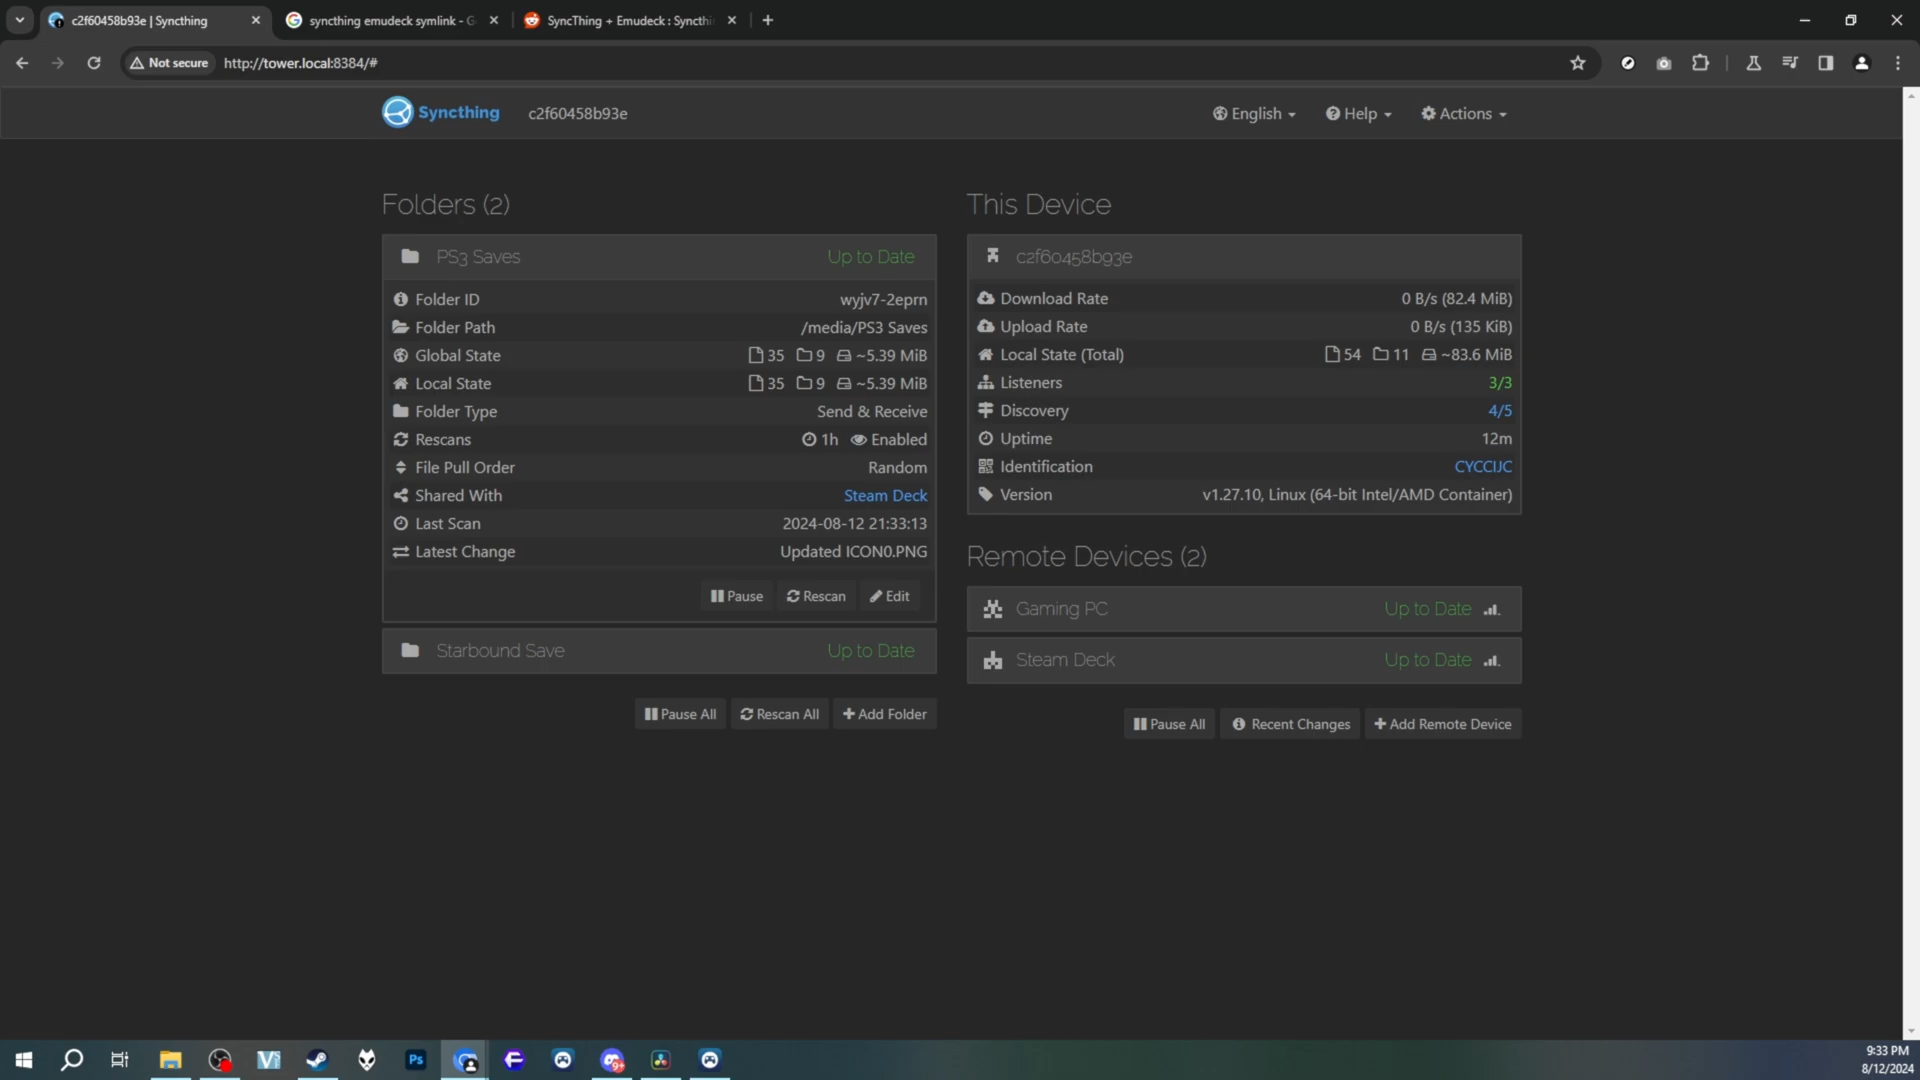 c2f60458b93e | Syncthing
syncthing emudeck symlink - G
SyncThing + Emudeck : Syncthi
Not secure
http://tower.local:8384/#
Syncthing
c2f60458b93e
English
Help
Actions
Folders (2)
PS3 Saves
Up to Date
Folder ID
wyjv7-2eprn
Folder Path
/media/PS3 Saves
Global State
35 9 ~5.39 MiB
Local State
35 9 ~5.39 MiB
Folder Type
Send & Receive
Rescans
1h Enabled
File Pull Order
Random
Shared With
Steam Deck
Last Scan
2024-08-12 21:33:13
Latest Change
Updated ICON0.PNG
Pause
Rescan
Edit
Starbound Save
Up to Date
Pause All
Rescan All
Add Folder
This Device
c2f60458b93e
Download Rate
0 B/s (82.4 MiB)
Upload Rate
0 B/s (135 KiB)
Local State (Total)
54 11 ~83.6 MiB
Listeners
3/3
Discovery
4/5
Uptime
12m
Identification
CYCCIJC
Version
v1.27.10, Linux (64-bit Intel/AMD Container)
Remote Devices (2)
Gaming PC
Up to Date
Steam Deck
Up to Date
Pause All
Recent Changes
Add Remote Device
Ps
9+
9:33 PM
8/12/2024